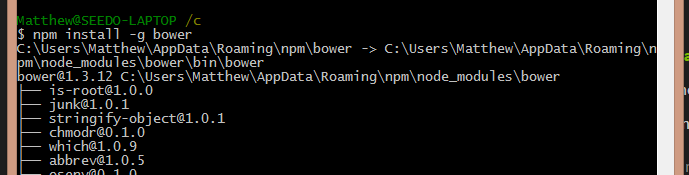 Matthew@SEEDO-LAPTOP /c
$ npm install -g bower
C:\Users\Matthew\AppData\Roaming\npm\bower -> C:\Users\Matthew\AppData\Roaming\n
pm\node_modules\bower\bin\bower
bower@1.3.12 C:\Users\Matthew\AppData\Roaming\npm\node_modules\bower
├── is-root@1.0.0
├── junk@1.0.1
├── stringify-object@1.0.1
├── chmodr@0.1.0
├── which@1.0.9
├── abbrev@1.0.5
├── osenv@0.1.0